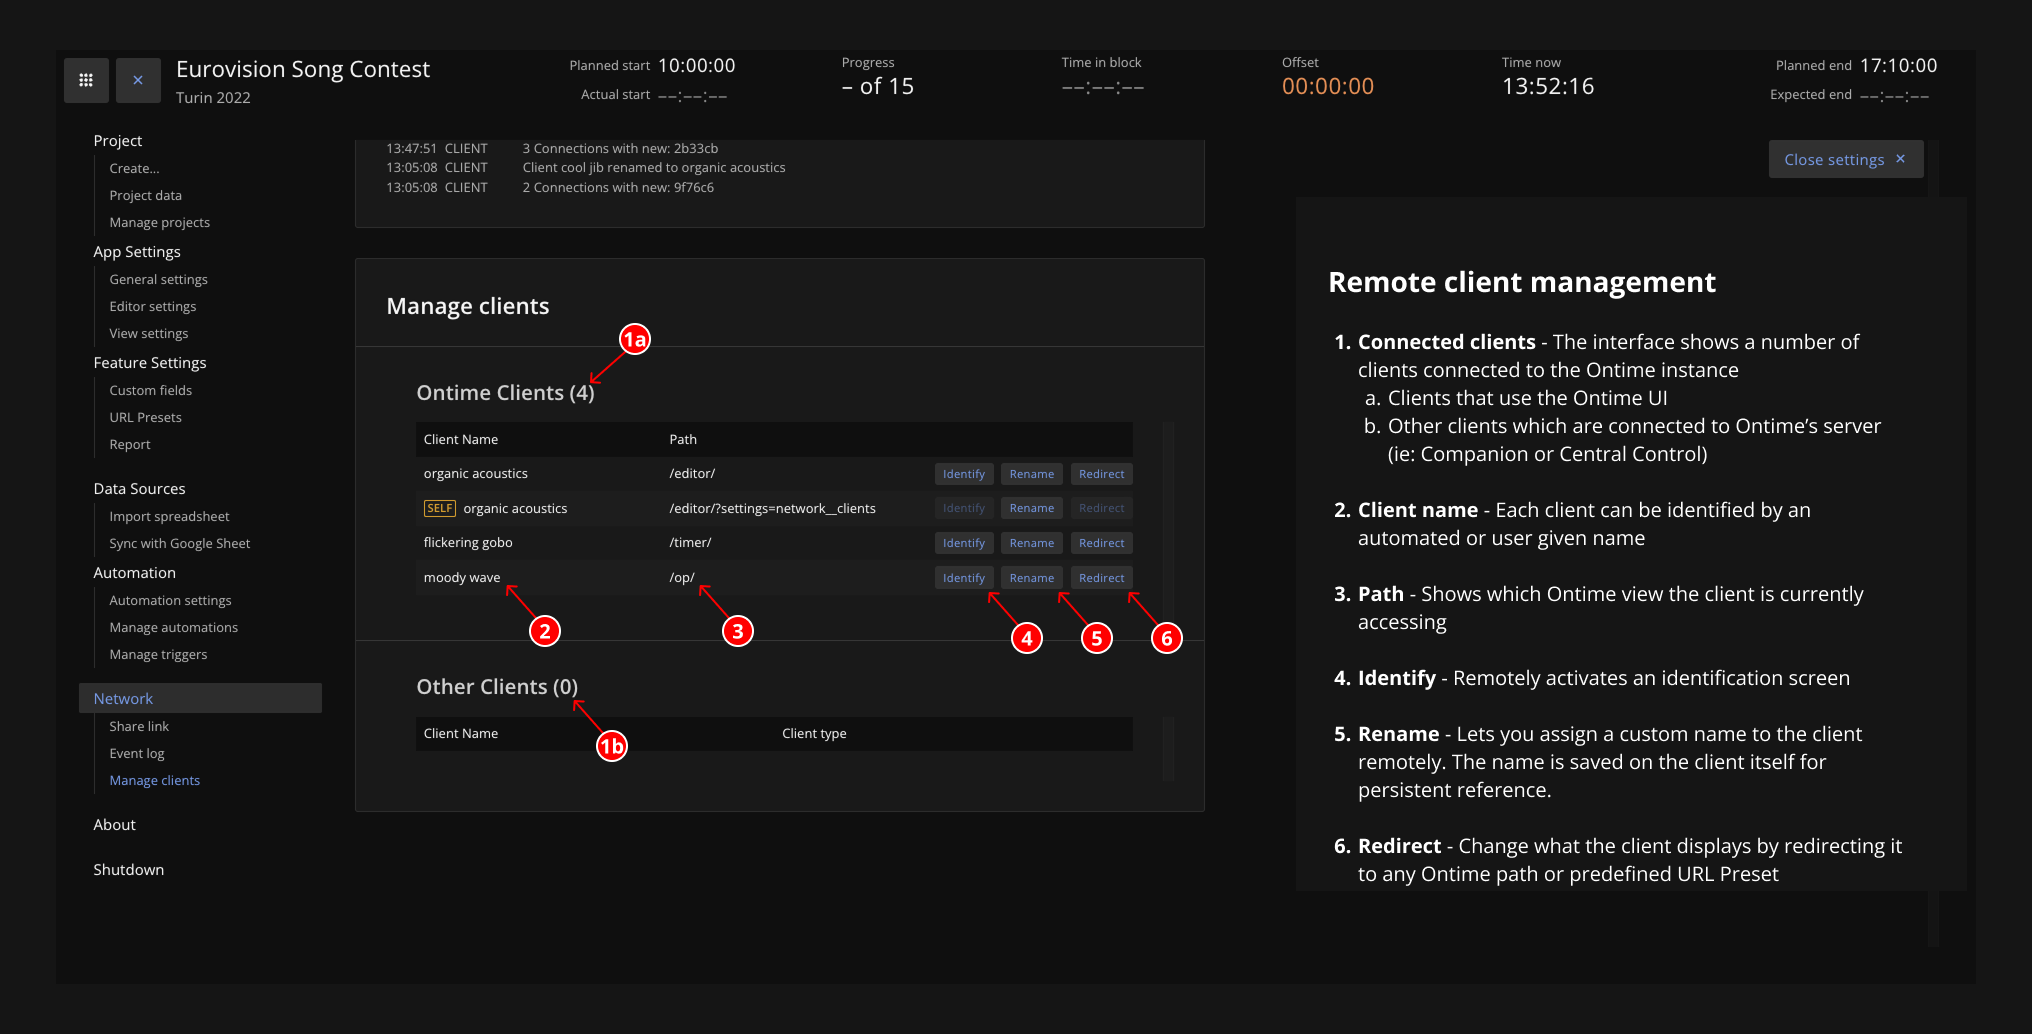 Eurovision Song Contest
Turin 2022
Planned start 10:00:00
Actual start --:--:--
Progress
– of 15
Time in block
--:--:--
Offset
00:00:00
Time now
13:52:16
Planned end 17:10:00
Expected end --:--:--
Project
Create...
Project data
Manage projects
App Settings
General settings
Editor settings
View settings
Feature Settings
Custom fields
URL Presets
Report
Data Sources
Import spreadsheet
Sync with Google Sheet
Automation
Automation settings
Manage automations
Manage triggers
Network
Share link
Event log
Manage clients
About
Shutdown
13:47:51 CLIENT 3 Connections with new: 2b33cb
13:05:08 CLIENT Client cool jib renamed to organic acoustics
13:05:08 CLIENT 2 Connections with new: 9f76c6
Manage clients
1a
Ontime Clients (4)
Client Name Path
organic acoustics /editor/ Identify Rename Redirect
SELF organic acoustics /editor/?settings=network__clients Identify Rename Redirect
flickering gobo /timer/ Identify Rename Redirect
moody wave /op/ Identify Rename Redirect
2 3 4 5 6
Other Clients (0)
Client Name Client type
1b
Close settings ×
Remote client management
1. Connected clients - The interface shows a number of
clients connected to the Ontime instance
a. Clients that use the Ontime UI
b. Other clients which are connected to Ontime’s server
(ie: Companion or Central Control)
2. Client name - Each client can be identified by an
automated or user given name
3. Path - Shows which Ontime view the client is currently
accessing
4. Identify - Remotely activates an identification screen
5. Rename - Lets you assign a custom name to the client
remotely. The name is saved on the client itself for
persistent reference.
6. Redirect - Change what the client displays by redirecting it
to any Ontime path or predefined URL Preset